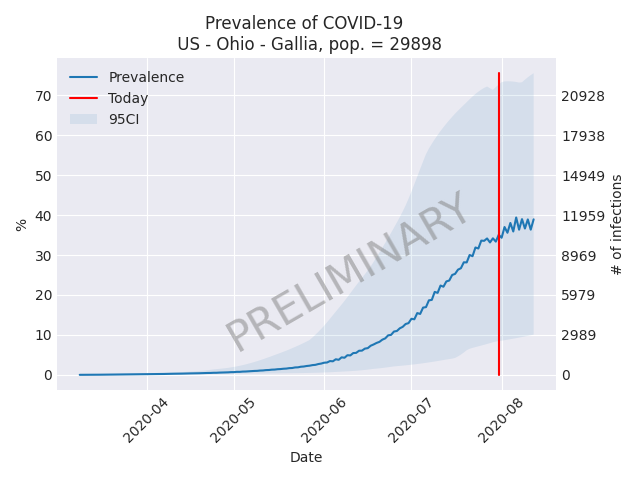 Prevalence of COVID-19
US - Ohio - Gallia, pop. = 29898
Prevalence
Today
95CI
70
60
50
40
30
20
10
0
%
20928
17938
14949
11959
8969
5979
2989
0
# of infections
PRELIMINARY
2020-04
2020-05
2020-06
2020-07
2020-08
Date